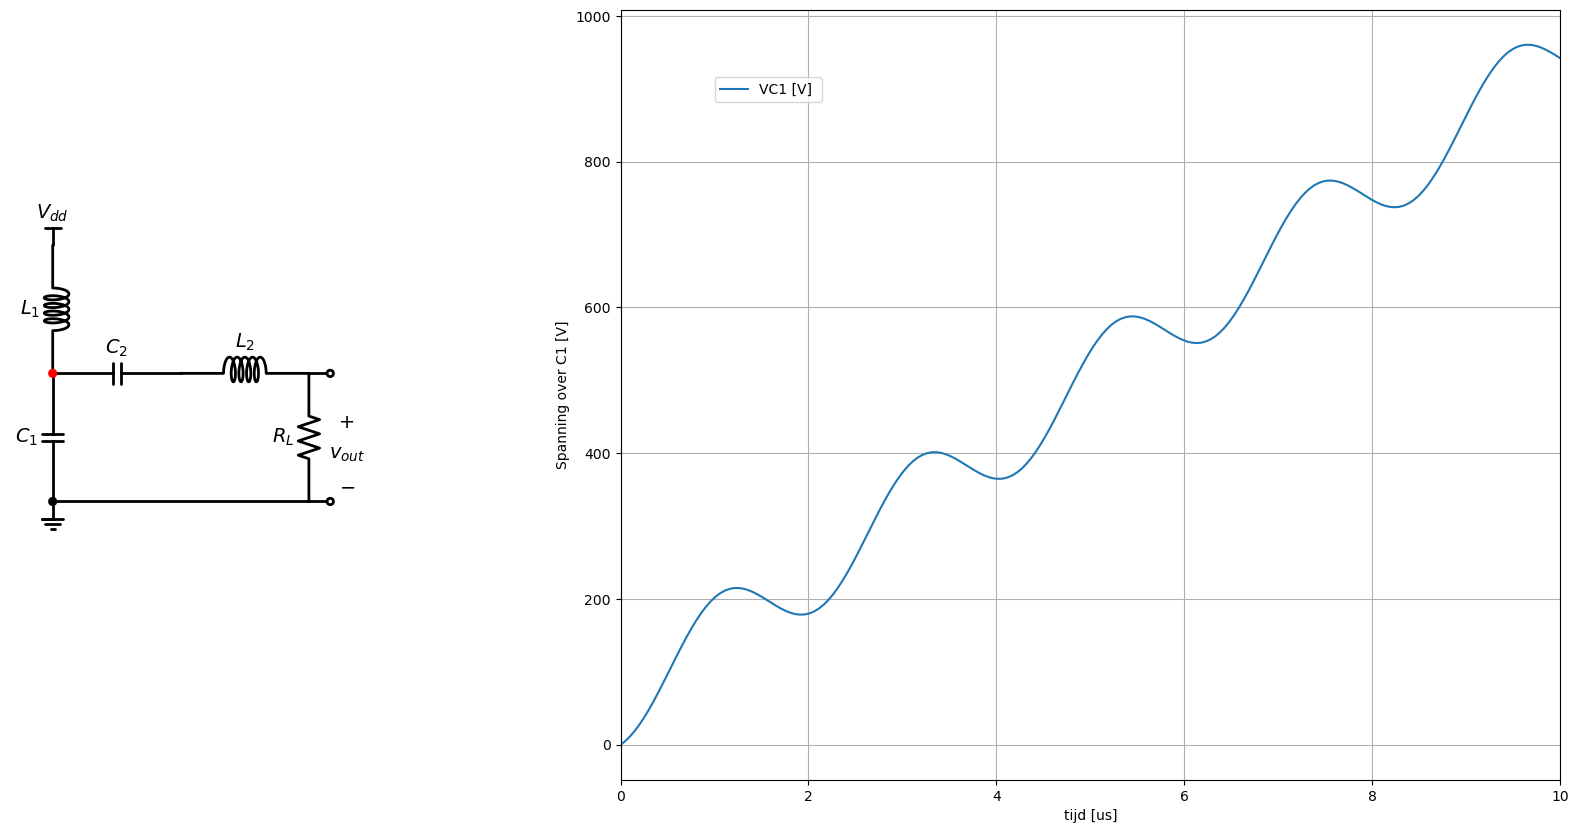 V_dd
L_1
C_2
L_2
C_1
R_L
+
v_out
−
1000
800
600
400
200
0
Spanning over C1 [V]
VC1 [V]
0 2 4 6 8 10
tijd [us]